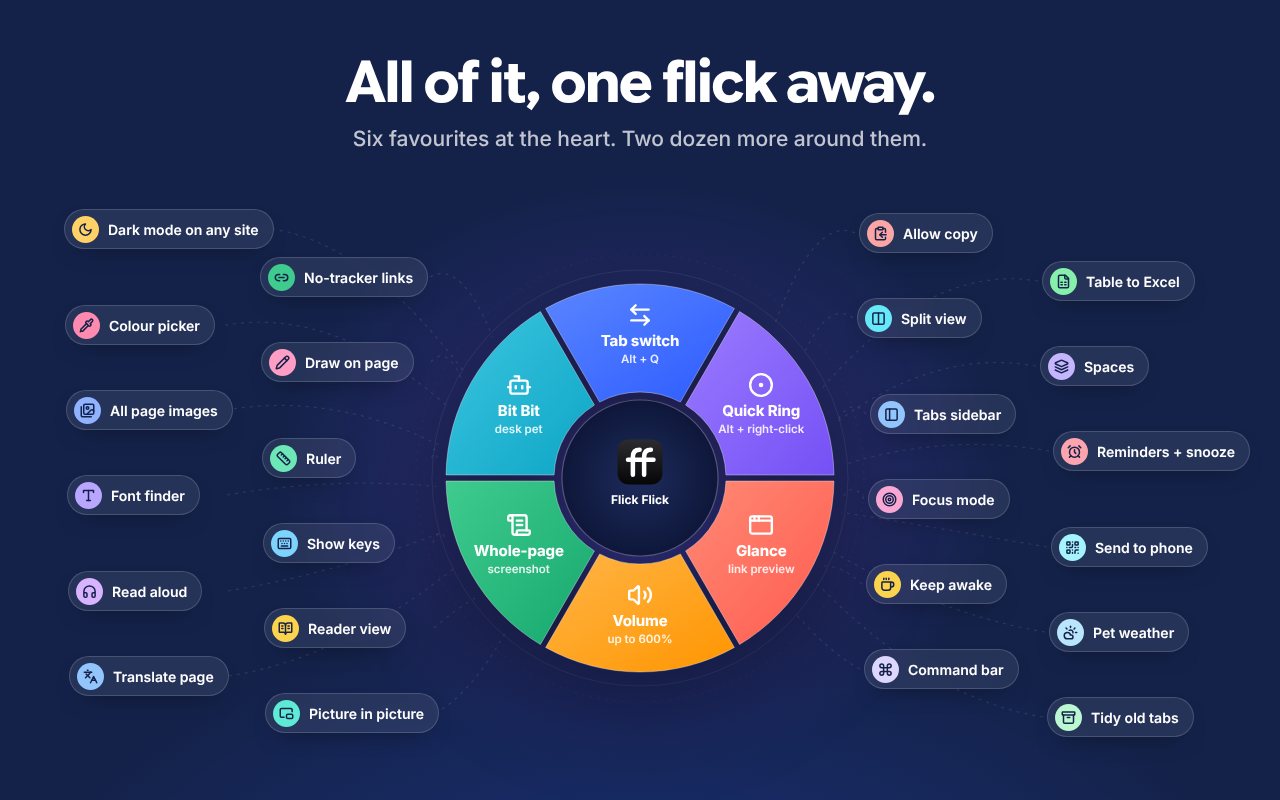 All of it, one flick away.
Six favourites at the heart. Two dozen more around them.
Dark mode on any site
No-tracker links
Colour picker
Draw on page
All page images
Ruler
Font finder
Show keys
Read aloud
Reader view
Translate page
Picture in picture
Tab switch
Alt + Q
Bit Bit
desk pet
Quick Ring
Alt + right-click
ff
Flick Flick
Whole-page
screenshot
Glance
link preview
Volume
up to 600%
Allow copy
Table to Excel
Split view
Spaces
Tabs sidebar
Reminders + snooze
Focus mode
Send to phone
Keep awake
Pet weather
Command bar
Tidy old tabs